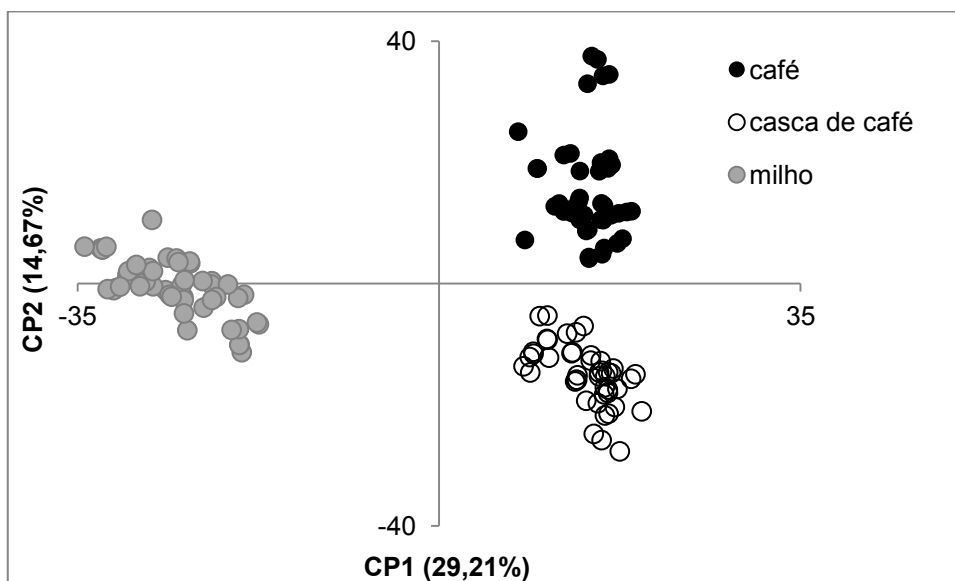 40
café
casca de café
milho
CP2 (14,67%)
-35
35
-40
CP1 (29,21%)